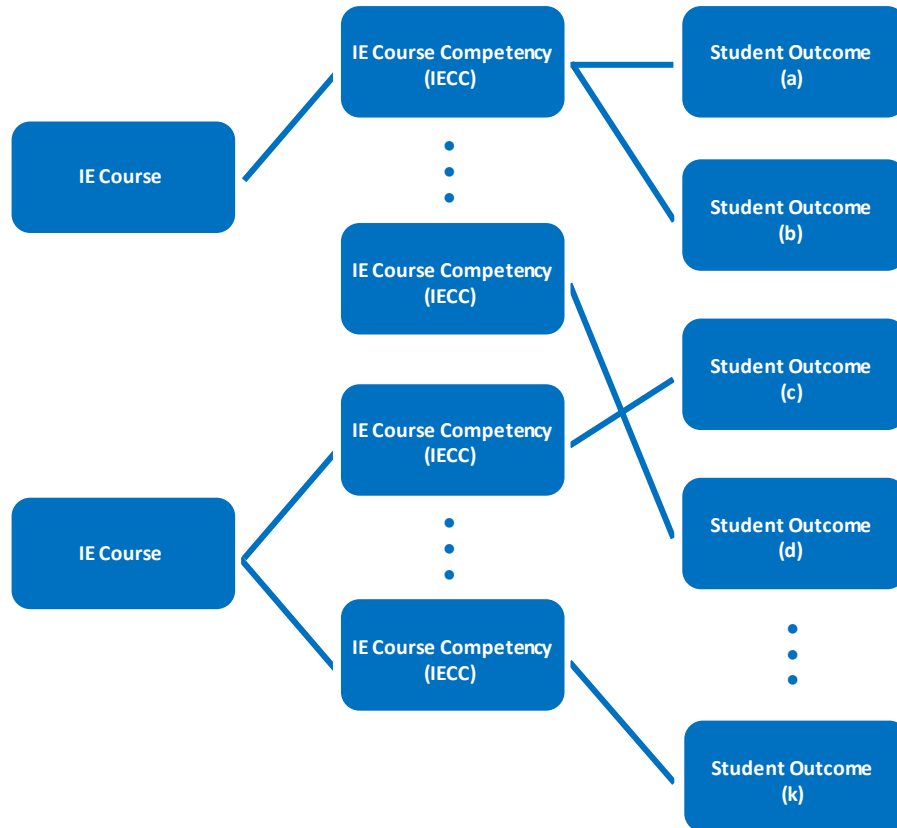 IE Course
IE Course
IE Course Competency
(IECC)
IE Course Competency
(IECC)
IE Course Competency
(IECC)
IE Course Competency
(IECC)
Student Outcome
(a)
Student Outcome
(b)
Student Outcome
(c)
Student Outcome
(d)
Student Outcome
(k)